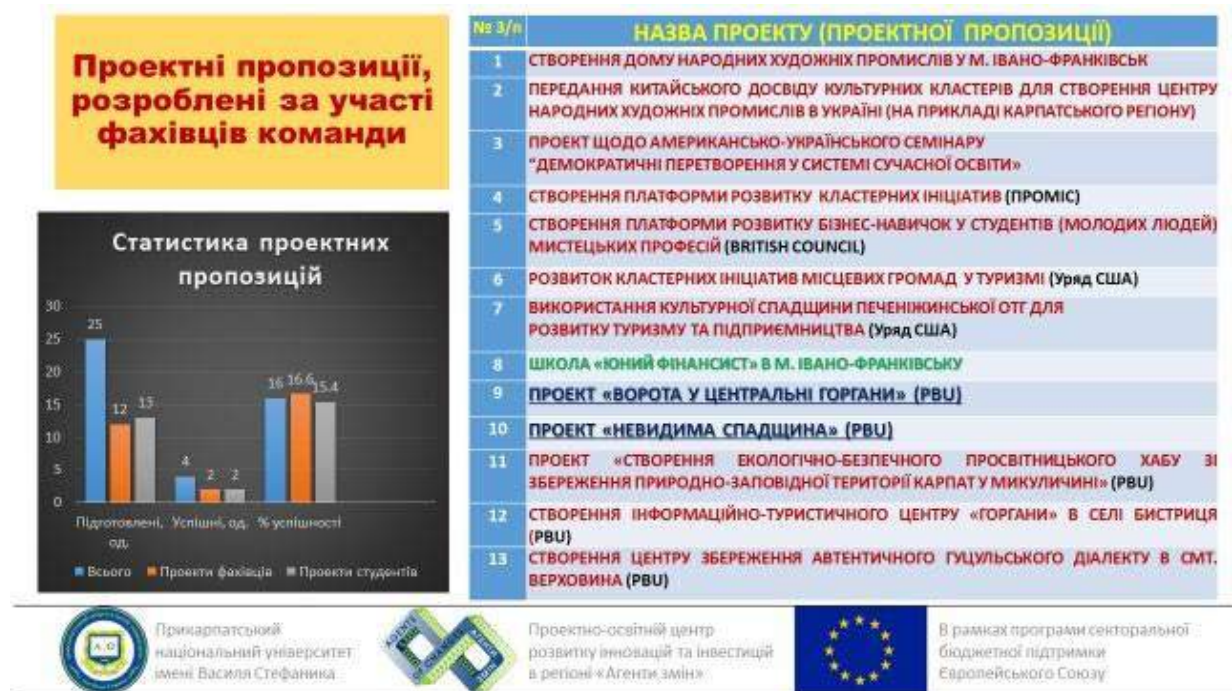 Проектні пропозиції,
розроблені за участі
фахівців команди
Статистика проектних
пропозицій
30
25
20
15
10
5
0
25
12
13
4
2
2
16
16.6
15.4
Підготовлені, од.
Успішні, од.
% успішності
Всього
Проекти фахівців
Проекти студентів
№ З/п НАЗВА ПРОЕКТУ (ПРОЕКТНОЇ ПРОПОЗИЦІЇ)
1 СТВОРЕННЯ ДОМУ НАРОДНИХ ХУДОЖНІХ ПРОМИСЛІВ У М. ІВАНО-ФРАНКІВСЬК
2 ПЕРЕДАННЯ КИТАЙСЬКОГО ДОСВІДУ КУЛЬТУРНИХ КЛАСТЕРІВ ДЛЯ СТВОРЕННЯ ЦЕНТРУ
НАРОДНИХ ХУДОЖНІХ ПРОМИСЛІВ В УКРАЇНІ (НА ПРИКЛАДІ КАРПАТСЬКОГО РЕГІОНУ)
3 ПРОЕКТ ЩОДО АМЕРИКАНСЬКО-УКРАЇНСЬКОГО СЕМІНАРУ
"ДЕМОКРАТИЧНІ ПЕРЕТВОРЕННЯ У СИСТЕМІ СУЧАСНОЇ ОСВІТИ»
4 СТВОРЕННЯ ПЛАТФОРМИ РОЗВИТКУ КЛАСТЕРНИХ ІНІЦІАТИВ (ПРОМІС)
5 СТВОРЕННЯ ПЛАТФОРМИ РОЗВИТКУ БІЗНЕС-НАВИЧОК У СТУДЕНТІВ (МОЛОДИХ ЛЮДЕЙ)
МИСТЕЦЬКИХ ПРОФЕСІЙ (BRITISH COUNCIL)
6 РОЗВИТОК КЛАСТЕРНИХ ІНІЦІАТИВ МІСЦЕВИХ ГРОМАД У ТУРИЗМІ (Уряд США)
7 ВИКОРИСТАННЯ КУЛЬТУРНОЇ СПАДЩИНИ ПЕЧЕНІЖИНСЬКОЇ ОТГ ДЛЯ
РОЗВИТКУ ТУРИЗМУ ТА ПІДПРИЄМНИЦТВА (Уряд США)
8 ШКОЛА «ЮНИЙ ФІНАНСИСТ» В М. ІВАНО-ФРАНКІВСЬКУ
9 ПРОЕКТ «ВОРОТА У ЦЕНТРАЛЬНІ ГОРГАНИ» (PBU)
10 ПРОЕКТ «НЕВИДИМА СПАДЩИНА» (PBU)
11 ПРОЕКТ «СТВОРЕННЯ ЕКОЛОГІЧНО-БЕЗПЕЧНОГО ПРОСВІТНИЦЬКОГО ХАБУ ЗІ
ЗБЕРЕЖЕННЯ ПРИРОДНО-ЗАПОВІДНОЇ ТЕРИТОРІЇ КАРПАТ У МИКУЛИЧИНІ» (PBU)
12 СТВОРЕННЯ ІНФОРМАЦІЙНО-ТУРИСТИЧНОГО ЦЕНТРУ «ГОРГАНИ» В СЕЛІ БИСТРИЦЯ
(PBU)
13 СТВОРЕННЯ ЦЕНТРУ ЗБЕРЕЖЕННЯ АВТЕНТИЧНОГО ГУЦУЛЬСЬКОГО ДІАЛЕКТУ В СМТ.
ВЕРХОВИНА (PBU)
Прикарпатський
національний університет
імені Василя Стефаника
AGENTS
OF CHANGE
АГЕНТИ
ЗМІН
Проектно-освітній центр
розвитку інновацій та інвестицій
в регіоні «Агенти змін»
В рамках програми секторальної
бюджетної підтримки
Європейського Союзу